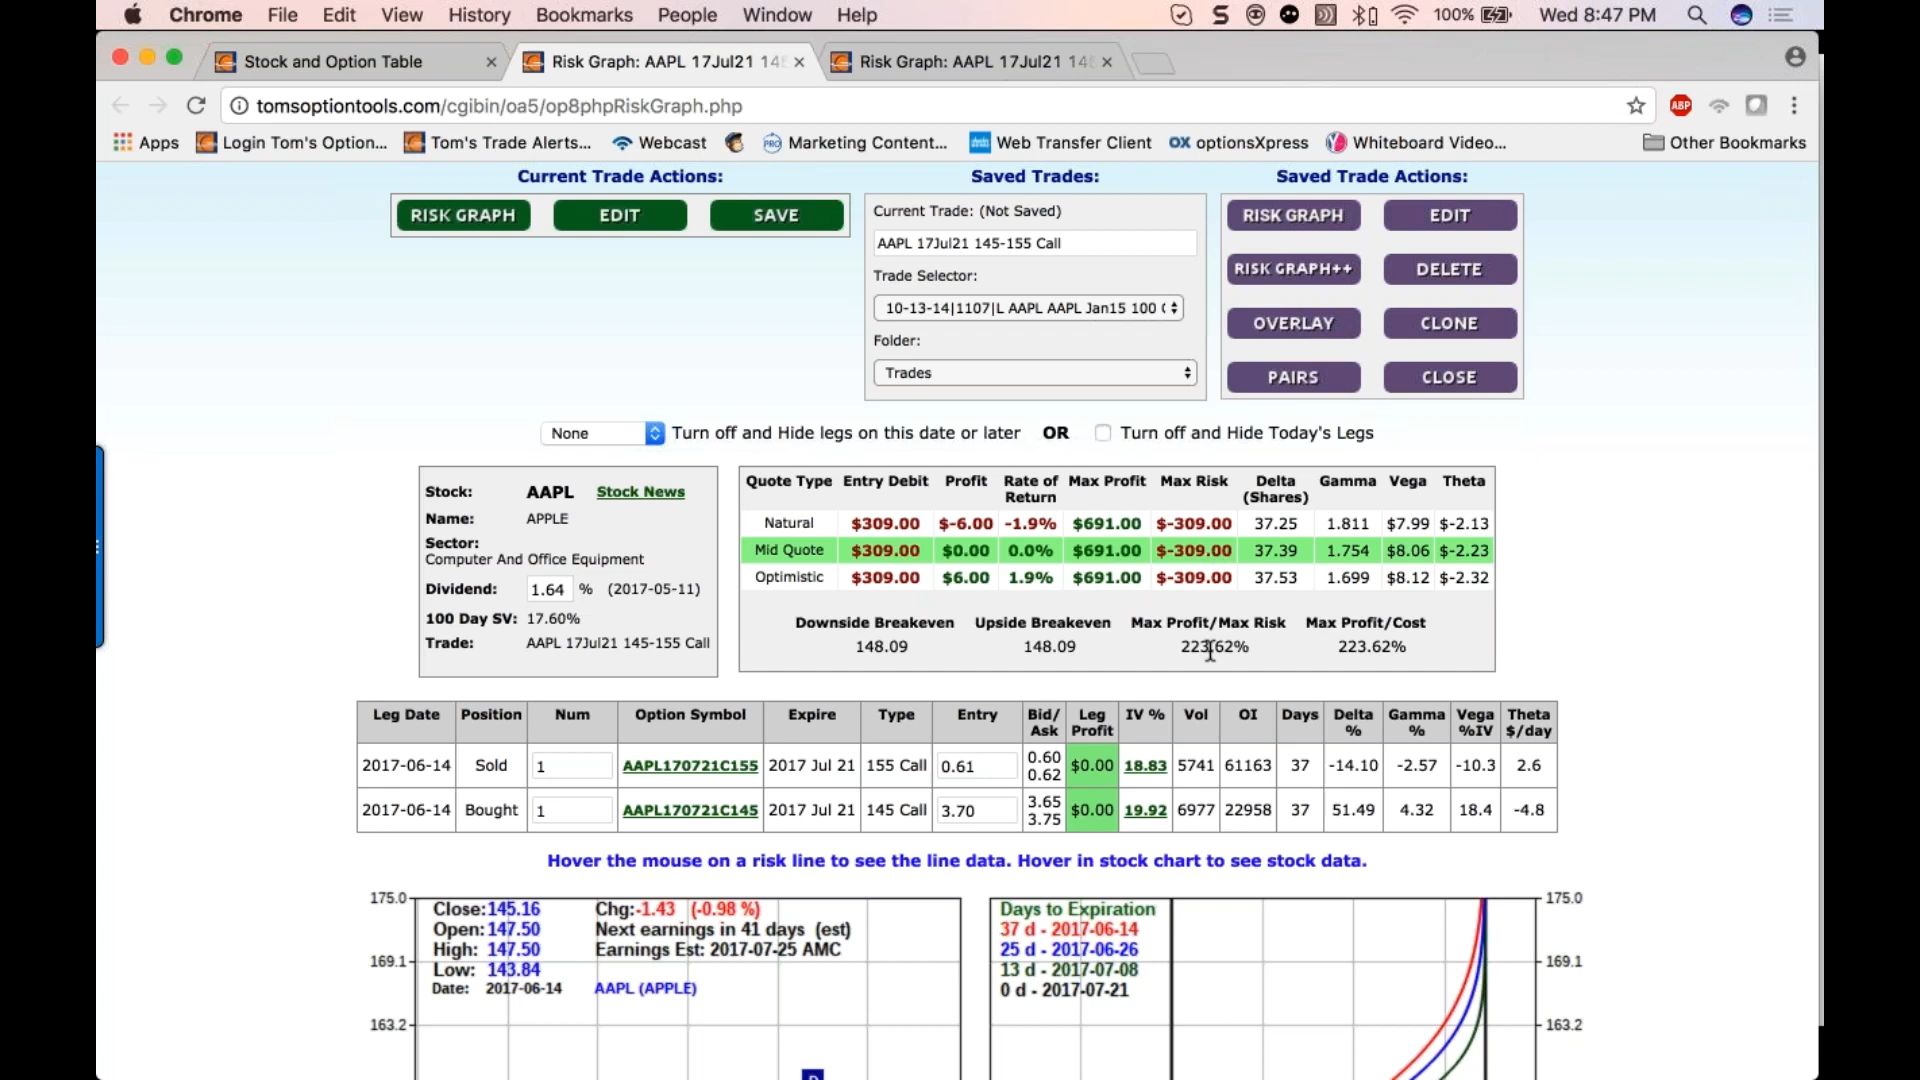 Chrome File Edit View History Bookmarks People Window Help 100% Wed 8:47 PM
Stock and Option Table × Risk Graph: AAPL 17Jul21 14 × Risk Graph: AAPL 17Jul21 14 ×
tomsoptiontools.com/cgibin/oa5/op8phpRiskGraph.php ABP
Apps Login Tom's Option... Tom's Trade Alerts... Webcast PRO Marketing Content... Web Transfer Client OX optionsXpress Whiteboard Video... Other Bookmarks
Current Trade Actions: Saved Trades: Saved Trade Actions:
RISK GRAPH EDIT SAVE
Current Trade: (Not Saved)
AAPL 17Jul21 145-155 Call
Trade Selector:
10-13-14|1107|L AAPL AAPL Jan15 100 (
Folder:
Trades
RISK GRAPH EDIT
RISK GRAPH++ DELETE
OVERLAY CLONE
PAIRS CLOSE
None Turn off and Hide legs on this date or later OR Turn off and Hide Today's Legs
Stock: AAPL Stock News
Name: APPLE
Sector:
Computer And Office Equipment
Dividend: 1.64 % (2017-05-11)
100 Day SV: 17.60%
Trade: AAPL 17Jul21 145-155 Call
Quote Type Entry Debit Profit Rate of Return Max Profit Max Risk Delta (Shares) Gamma Vega Theta
Natural $309.00 $-6.00 -1.9% $691.00 $-309.00 37.25 1.811 $7.99 $-2.13
Mid Quote $309.00 $0.00 0.0% $691.00 $-309.00 37.39 1.754 $8.06 $-2.23
Optimistic $309.00 $6.00 1.9% $691.00 $-309.00 37.53 1.699 $8.12 $-2.32
Downside Breakeven Upside Breakeven Max Profit/Max Risk Max Profit/Cost
148.09 148.09 223.62% 223.62%
Leg Date Position Num Option Symbol Expire Type Entry Bid/ Ask Leg Profit IV % Vol OI Days Delta % Gamma % Vega %IV Theta $/day
2017-06-14 Sold 1 AAPL170721C155 2017 Jul 21 155 Call 0.61 0.60 0.62 $0.00 18.83 5741 61163 37 -14.10 -2.57 -10.3 2.6
2017-06-14 Bought 1 AAPL170721C145 2017 Jul 21 145 Call 3.70 3.65 3.75 $0.00 19.92 6977 22958 37 51.49 4.32 18.4 -4.8
Hover the mouse on a risk line to see the line data. Hover in stock chart to see stock data.
175.0
169.1
163.2
Close:145.16 Chg:-1.43 (-0.98 %)
Open:147.50 Next earnings in 41 days (est)
High: 147.50 Earnings Est: 2017-07-25 AMC
Low: 143.84
Date: 2017-06-14 AAPL (APPLE)
Days to Expiration
37 d - 2017-06-14
25 d - 2017-06-26
13 d - 2017-07-08
0 d - 2017-07-21
175.0
169.1
163.2